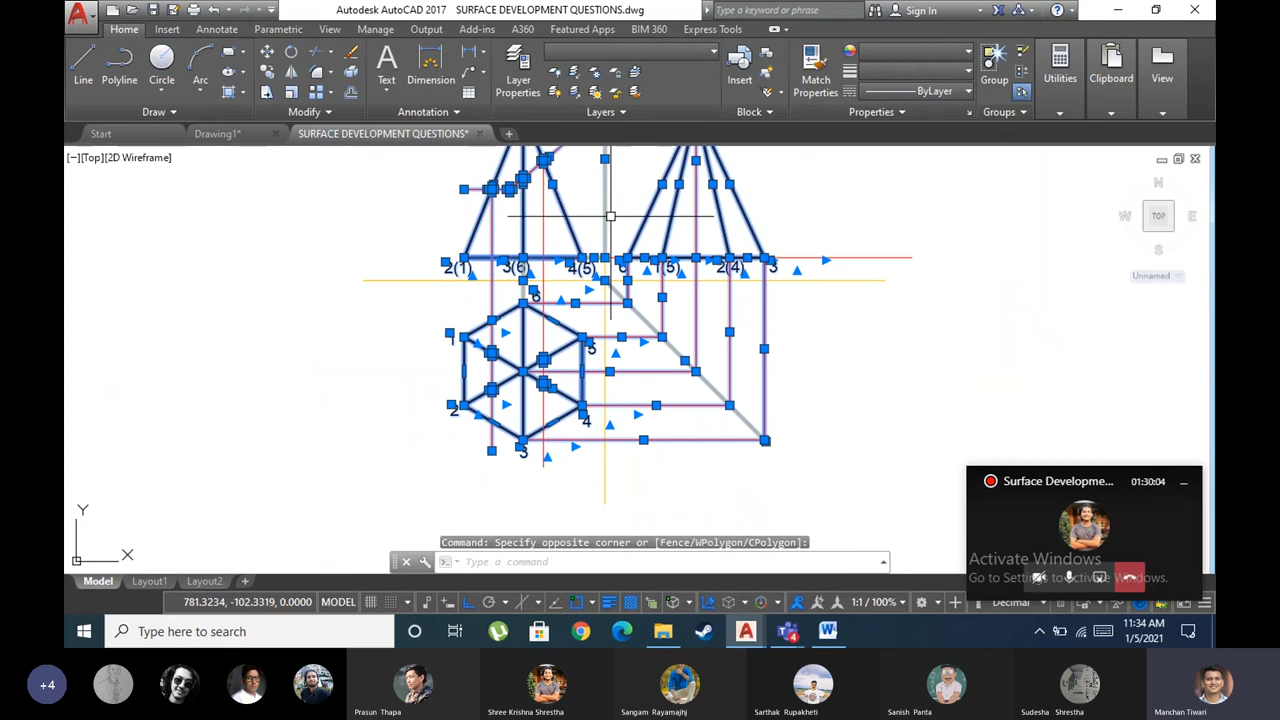 Autodesk AutoCAD 2017 SURFACE DEVELOPMENT QUESTIONS.dwg
Type a keyword or phrase
Sign In
Home Insert Annotate Parametric View Manage Output Add-ins A360 Featured Apps BIM 360 Express Tools
Line Polyline Circle Arc
Text Dimension
Layer Properties
Insert
Match Properties
ByLayer
Group
Utilities Clipboard View
Draw Modify Annotation Layers Block Properties Groups
Start Drawing1* SURFACE DEVELOPMENT QUESTIONS*
[−][Top][2D Wireframe]
N
W TOP E
S
Unnamed
2(1) 3(6) 4(5) 6 1(5) 2(4) 3
6
1 5
2 4
3
Surface Developme... 01:30:04
Activate Windows
Go to Settings to activate Windows.
Y
X
Command: Specify opposite corner or [Fence/WPolygon/CPolygon]:
Type a command
Model Layout1 Layout2
781.3234, -102.3319, 0.0000 MODEL 1:1 / 100% Decimal
Type here to search
11:34 AM
1/5/2021
+4
Prasun Thapa
Shree Krishna Shrestha
Sangam Rayamajhj
Sarthak Rupakheti
Sanish Panta
Sudesha Shrestha
Manchan Tiwari